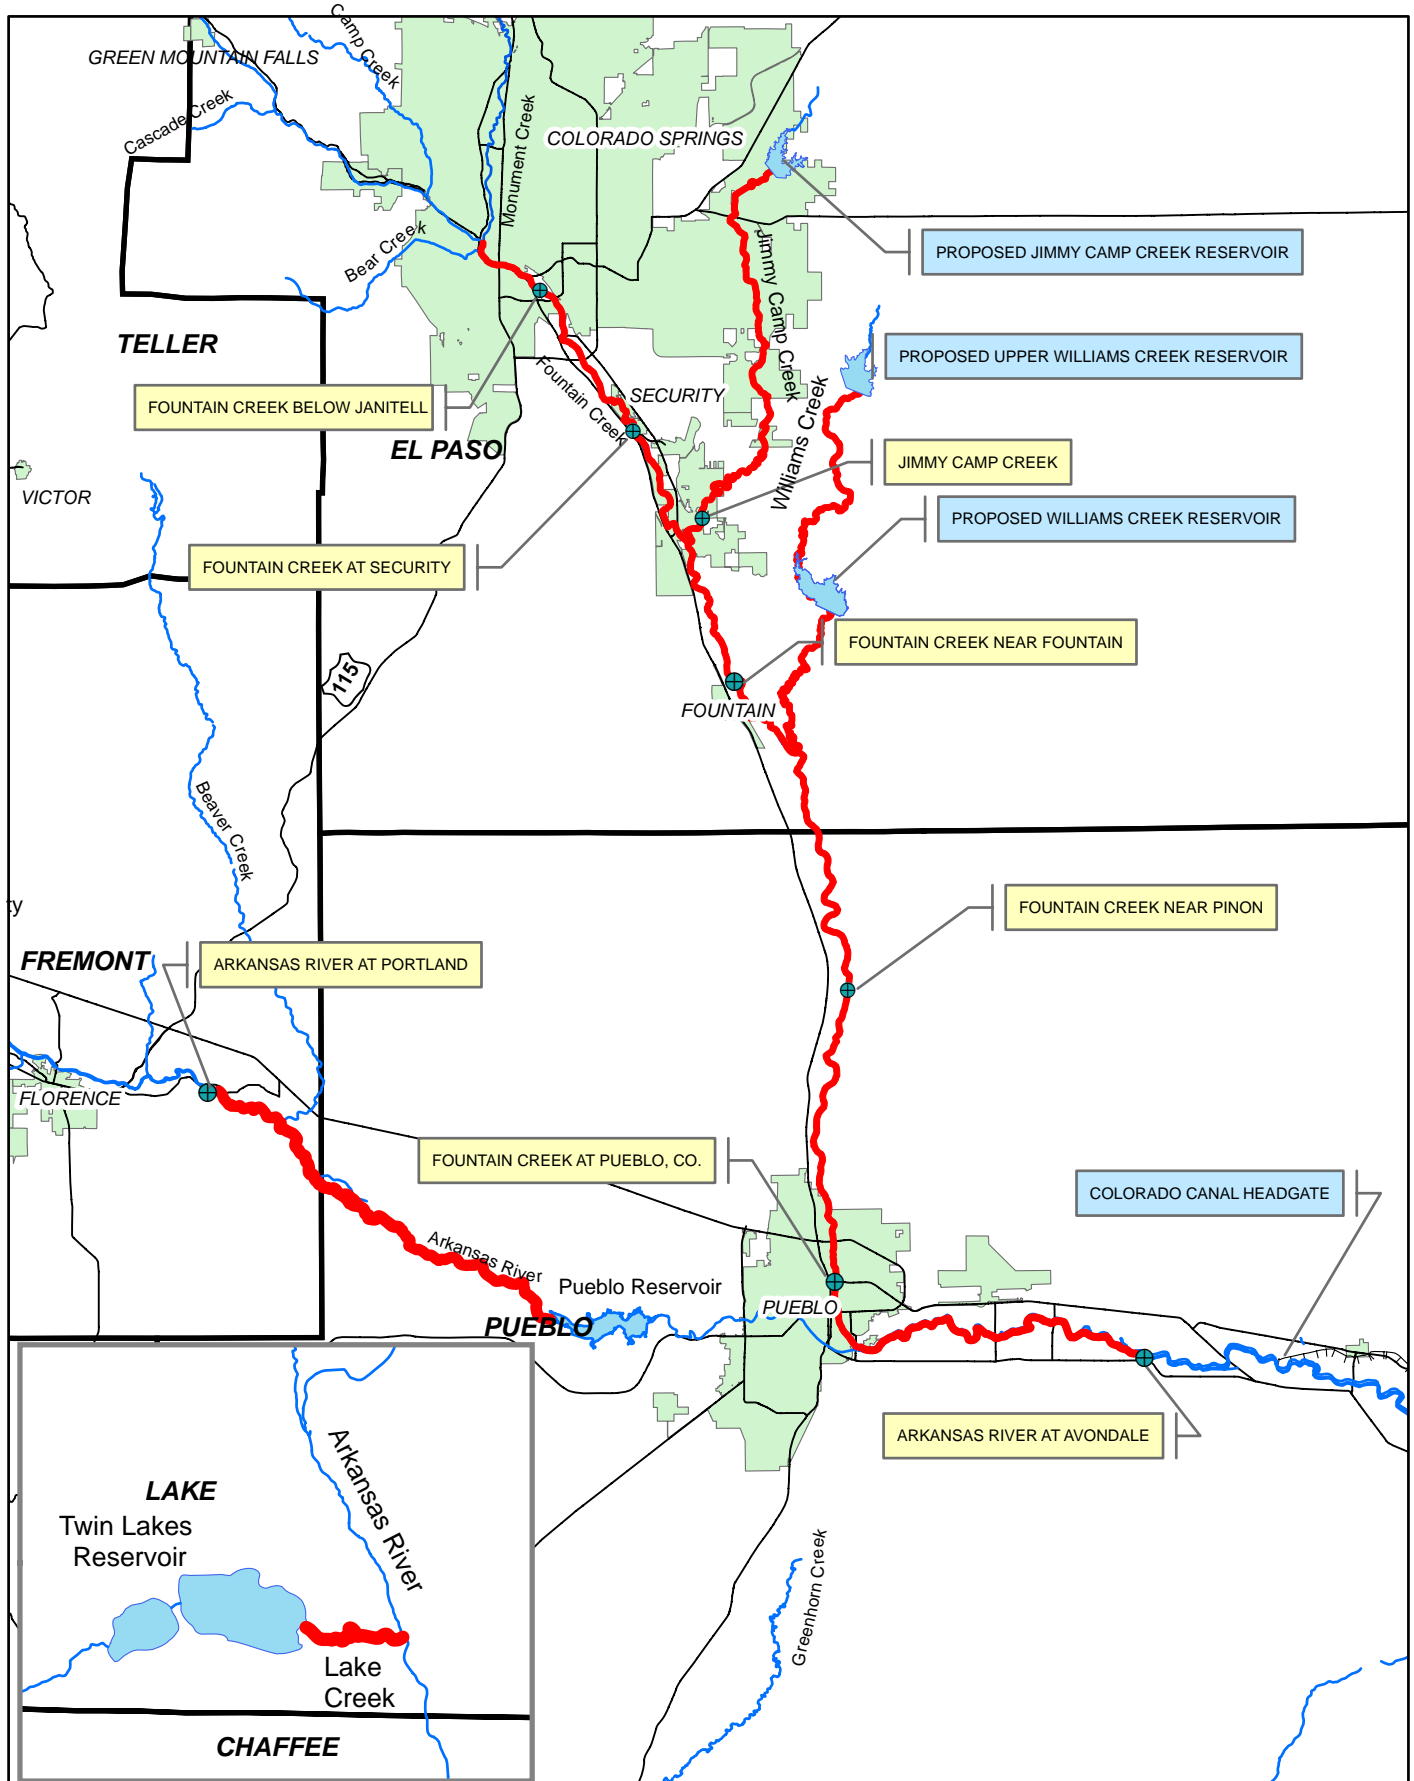 Camp Creek
GREEN MOUNTAIN FALLS
Cascade Creek
Monument Creek
COLORADO SPRINGS
Bear Creek
Jimmy Camp Creek
PROPOSED JIMMY CAMP CREEK RESERVOIR
TELLER
PROPOSED UPPER WILLIAMS CREEK RESERVOIR
Fountain Creek
SECURITY
Williams Creek
FOUNTAIN CREEK BELOW JANITELL
EL PASO
JIMMY CAMP CREEK
VICTOR
PROPOSED WILLIAMS CREEK RESERVOIR
FOUNTAIN CREEK AT SECURITY
FOUNTAIN CREEK NEAR FOUNTAIN
115
FOUNTAIN
Beaver Creek
ty
FOUNTAIN CREEK NEAR PINON
FREMONT
ARKANSAS RIVER AT PORTLAND
FLORENCE
FOUNTAIN CREEK AT PUEBLO, CO.
COLORADO CANAL HEADGATE
Arkansas River
Pueblo Reservoir
PUEBLO
PUEBLO
ARKANSAS RIVER AT AVONDALE
Arkansas River
LAKE
Twin Lakes
Reservoir
Greenhorn Creek
Lake
Creek
CHAFFEE